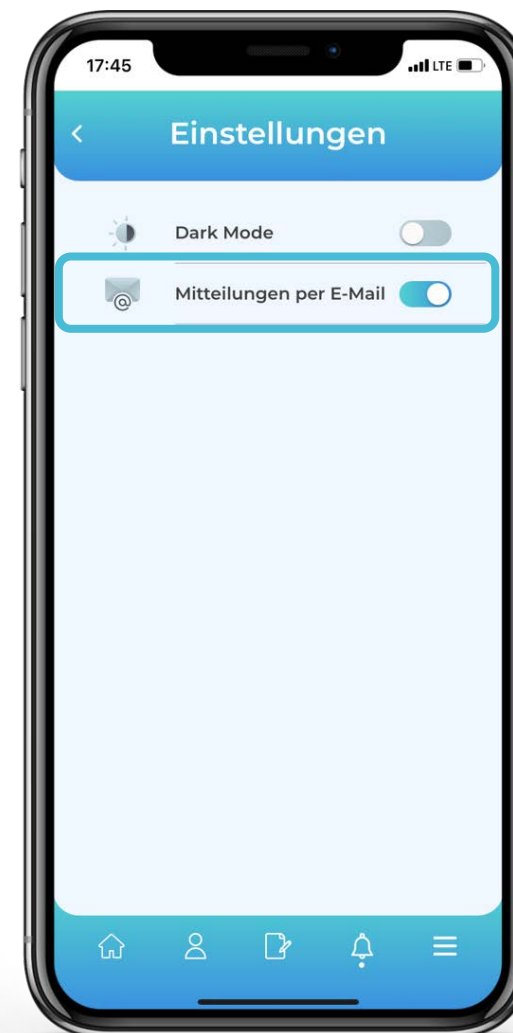 17:45
LTE
Einstellungen
Dark Mode
Mitteilungen per E-Mail
@